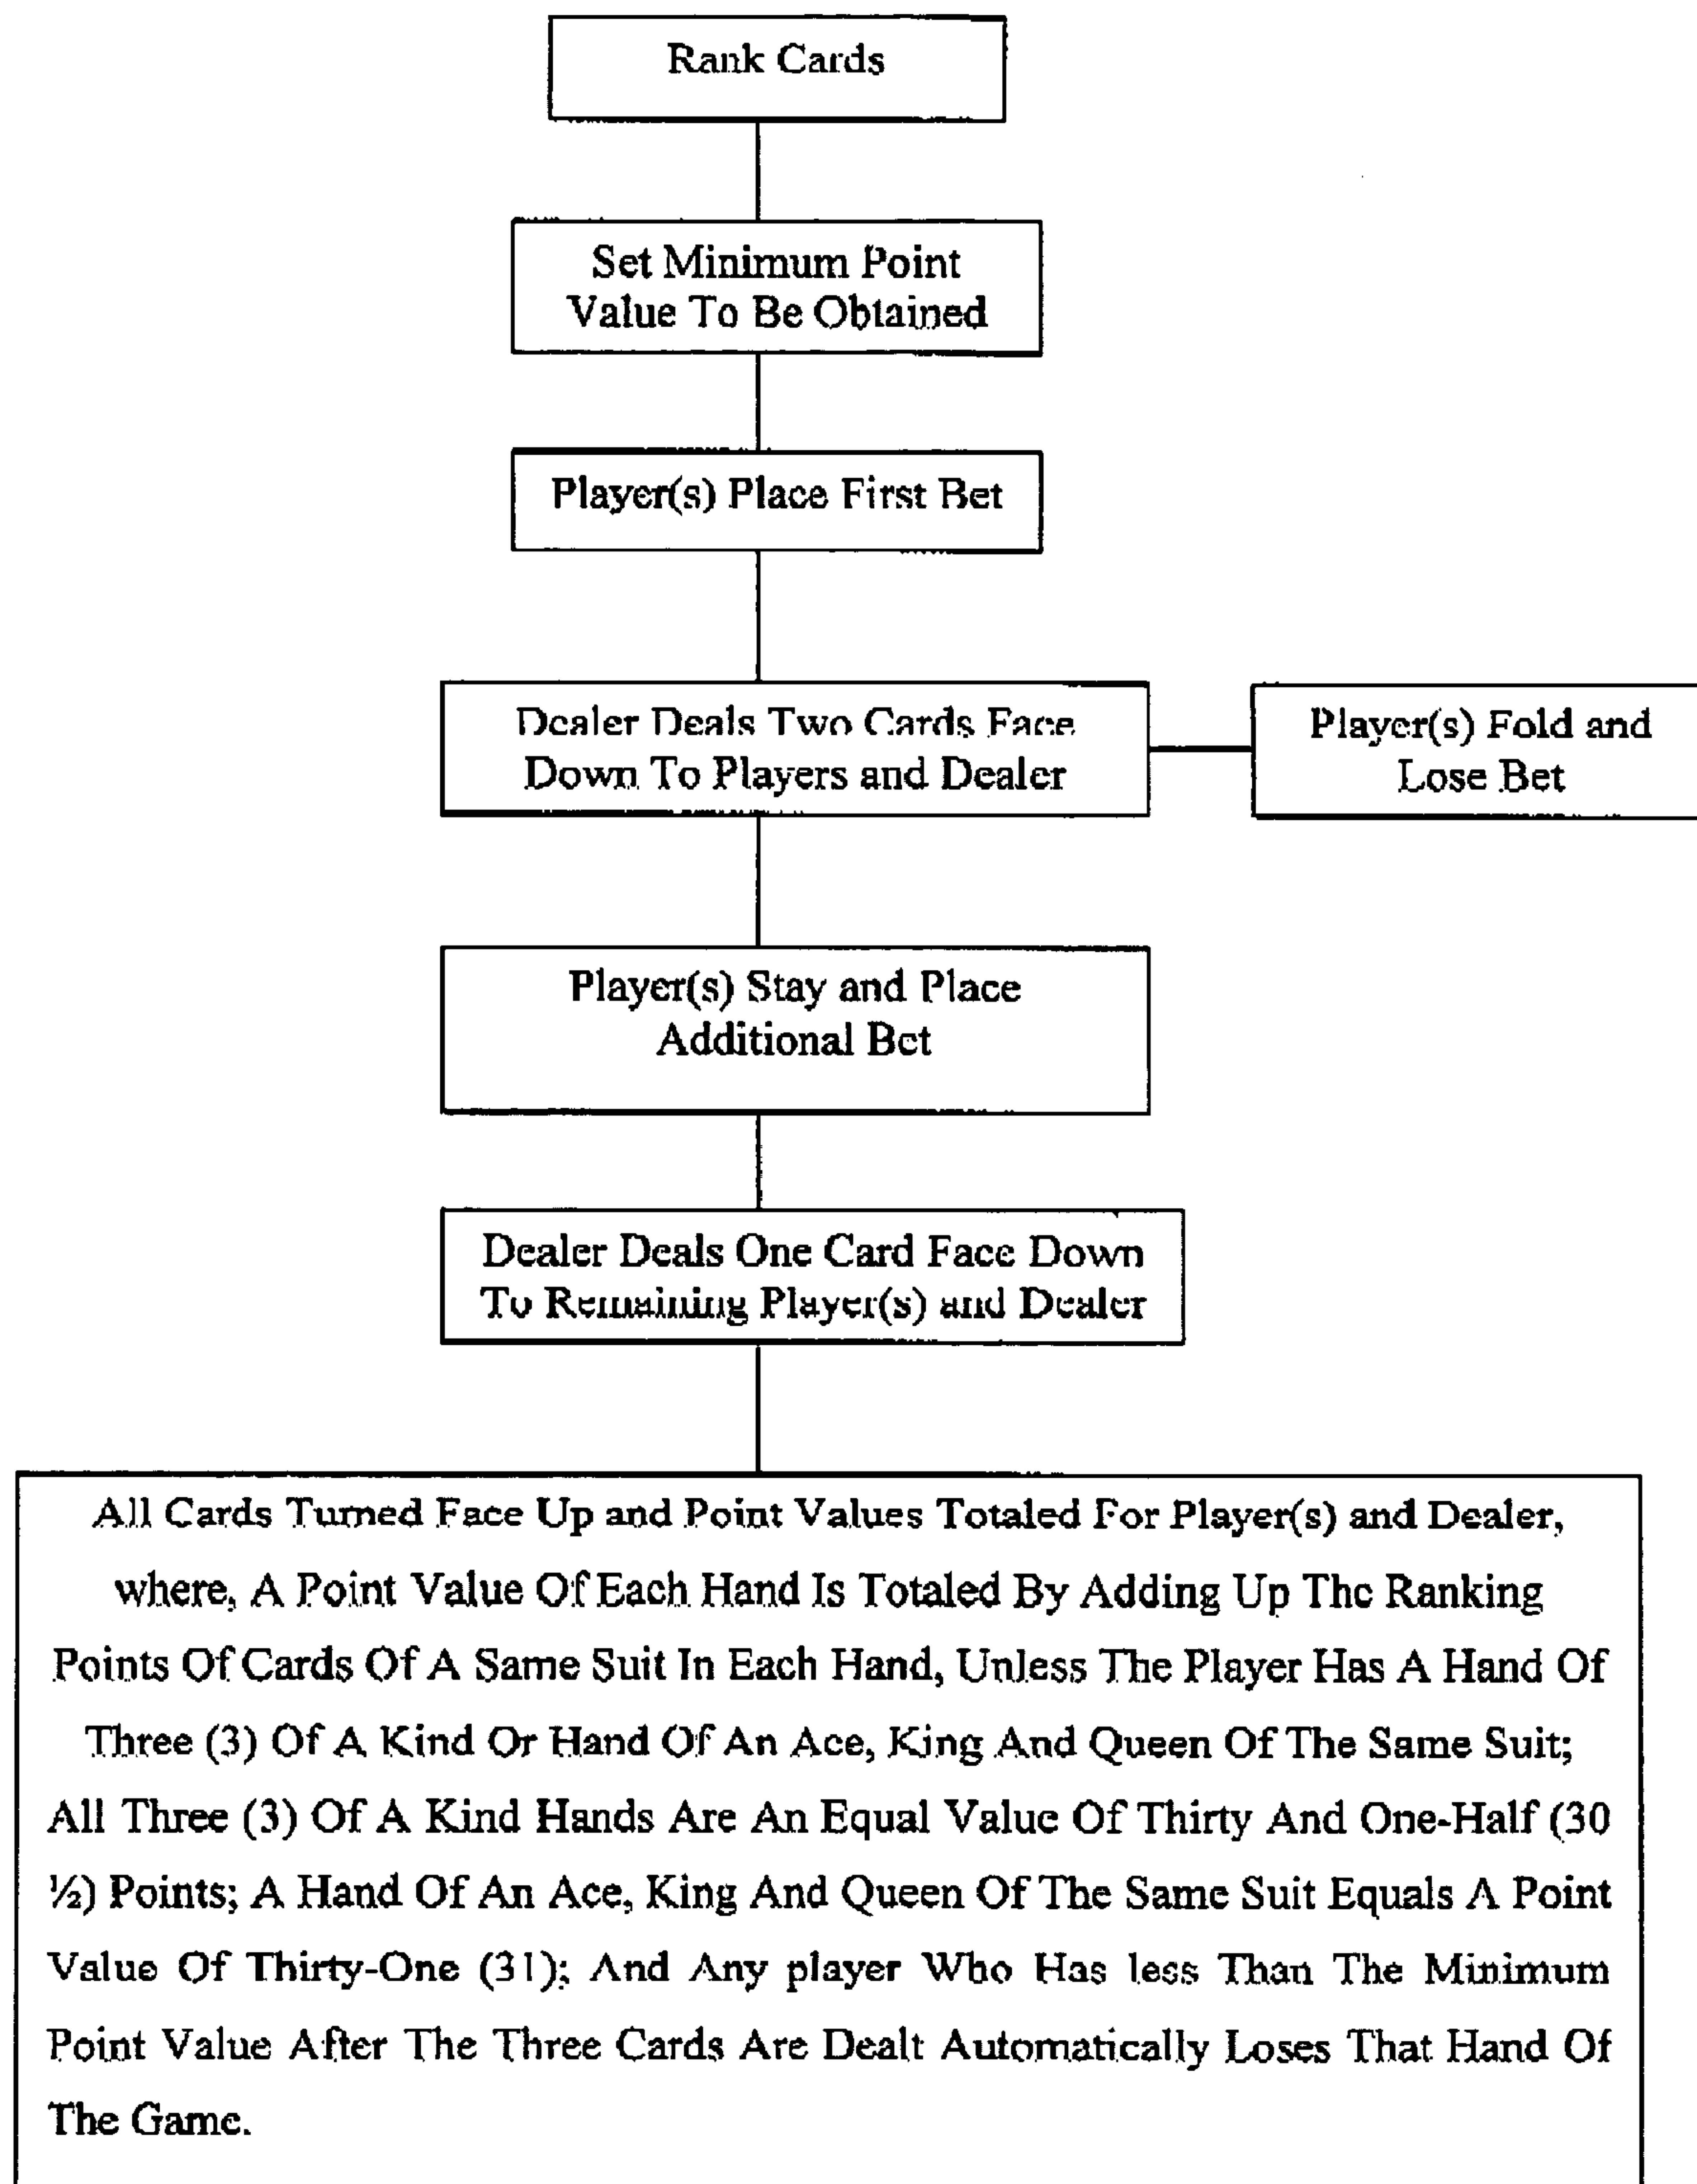 Rank Cards
Set Minimum Point
Value To Be Obtained
Player(s) Place First Bet
Dealer Deals Two Cards Face
Down To Players and Dealer
Player(s) Fold and
Lose Bet
Player(s) Stay and Place
Additional Bet
Dealer Deals One Card Face Down
To Remaining Player(s) and Dealer
All Cards Turned Face Up and Point Values Totaled For Player(s) and Dealer,
where, A Point Value Of Each Hand Is Totaled By Adding Up The Ranking
Points Of Cards Of A Same Suit In Each Hand, Unless The Player Has A Hand Of
Three (3) Of A Kind Or Hand Of An Ace, King And Queen Of The Same Suit;
All Three (3) Of A Kind Hands Are An Equal Value Of Thirty And One-Half (30
½) Points; A Hand Of An Ace, King And Queen Of The Same Suit Equals A Point
Value Of Thirty-One (31); And Any player Who Has less Than The Minimum
Point Value After The Three Cards Are Dealt Automatically Loses That Hand Of
The Game.